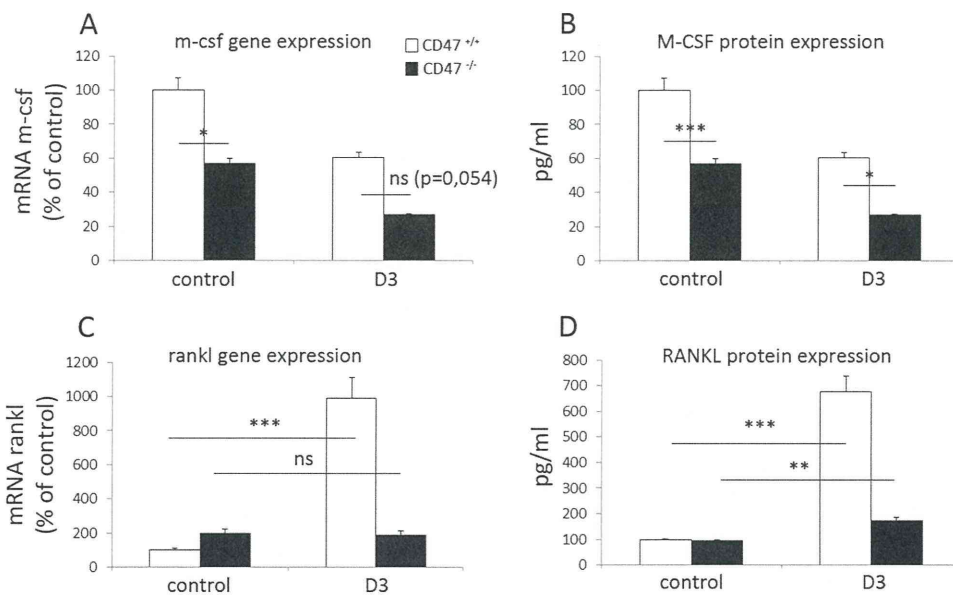 A
m-csf gene expression
CD47 +/+
CD47 -/-
mRNA m-csf
(% of control)
120
100
80
60
40
20
0
*
ns (p=0,054)
control
D3
B
M-CSF protein expression
pg/ml
120
100
80
60
40
20
0
***
*
control
D3
C
rankl gene expression
mRNA rankl
(% of control)
1200
1000
800
600
400
200
0
***
ns
control
D3
D
RANKL protein expression
pg/ml
800
700
600
500
400
300
200
100
0
***
**
control
D3